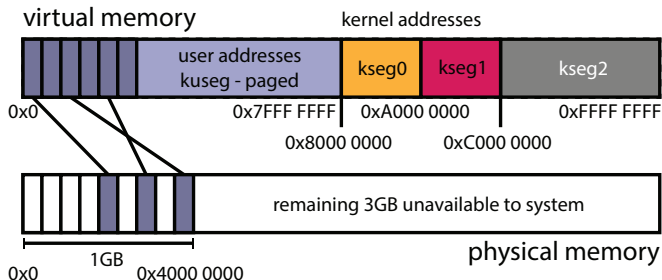 virtual memory
kernel addresses
user addresses
kuseg - paged
kseg0
kseg1
kseg2
0x0
0x7FFF FFFF
0xA000 0000
0xFFFF FFFF
0x8000 0000
0xC000 0000
remaining 3GB unavailable to system
1GB
0x0
0x4000 0000
physical memory